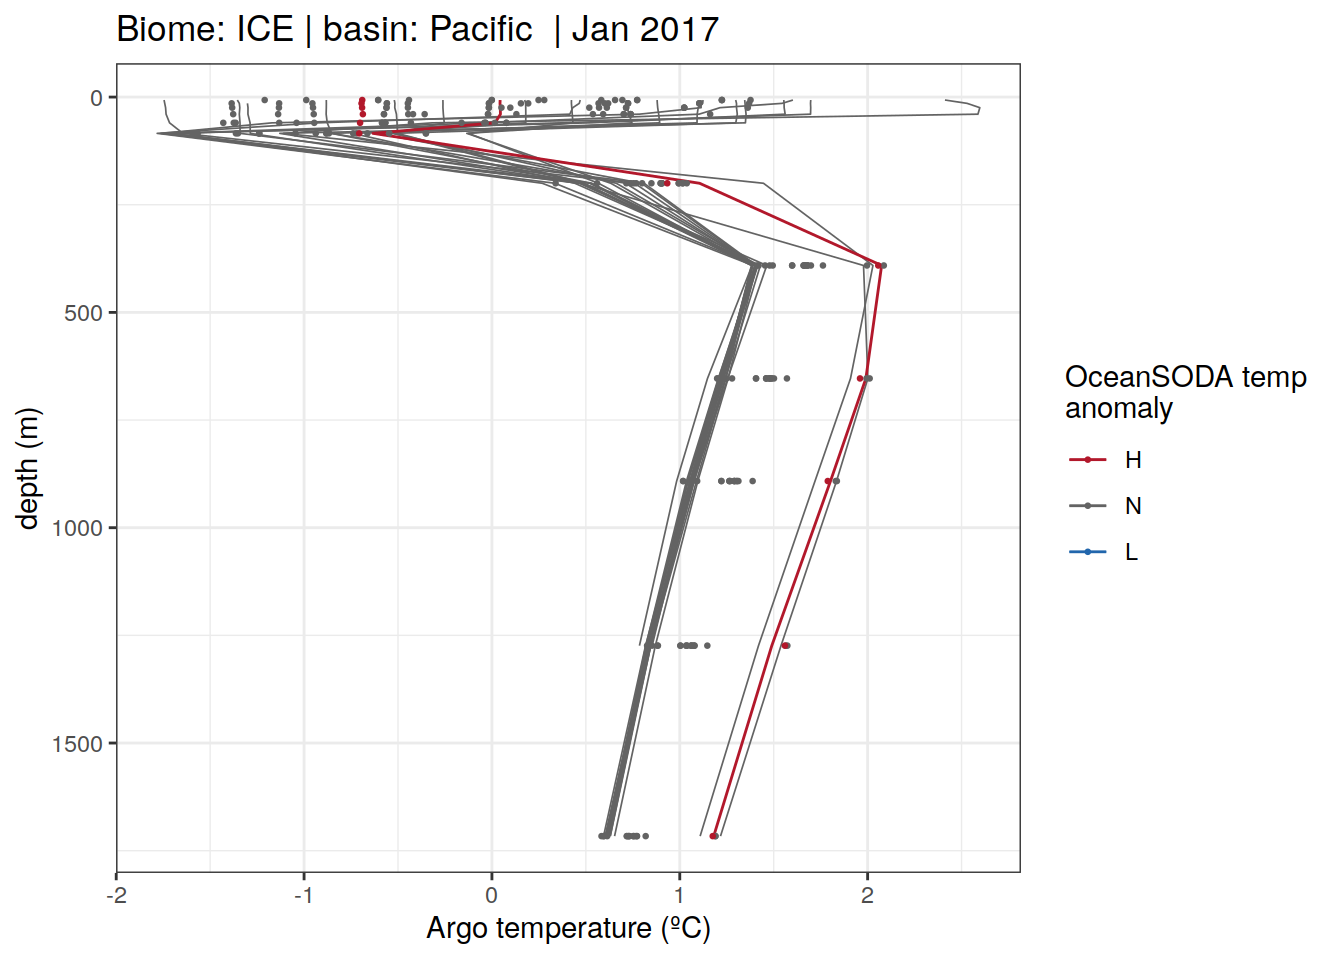 Biome: ICE | basin: Pacific  | Jan 2017
0
500
1000
1500
depth (m)
-2
-1
0
1
2
Argo temperature (ºC)
OceanSODA temp
anomaly
H
N
L